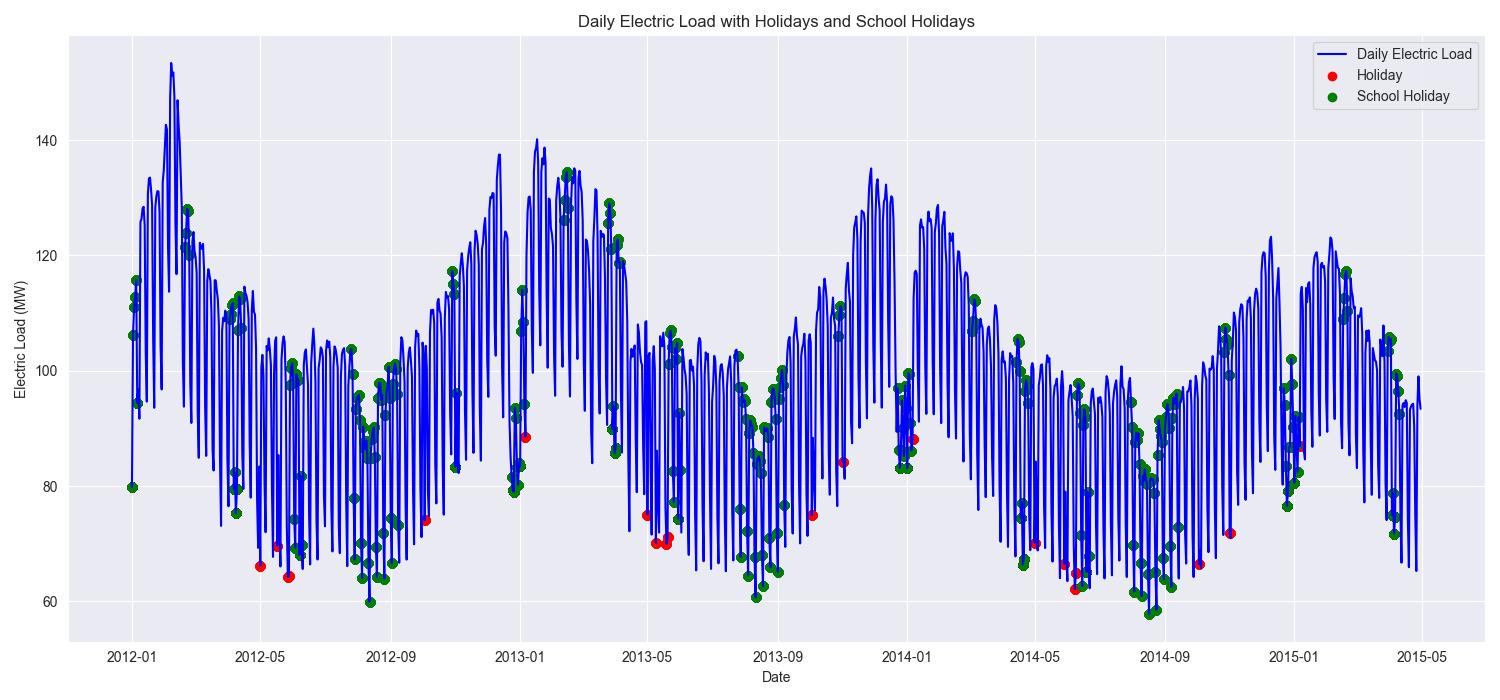 Daily Electric Load with Holidays and School Holidays
Daily Electric Load
Holiday
School Holiday
Electric Load (MW)
140
120
100
80
60
2012-01 2012-05 2012-09 2013-01 2013-05 2013-09 2014-01 2014-05 2014-09 2015-01 2015-05
Date